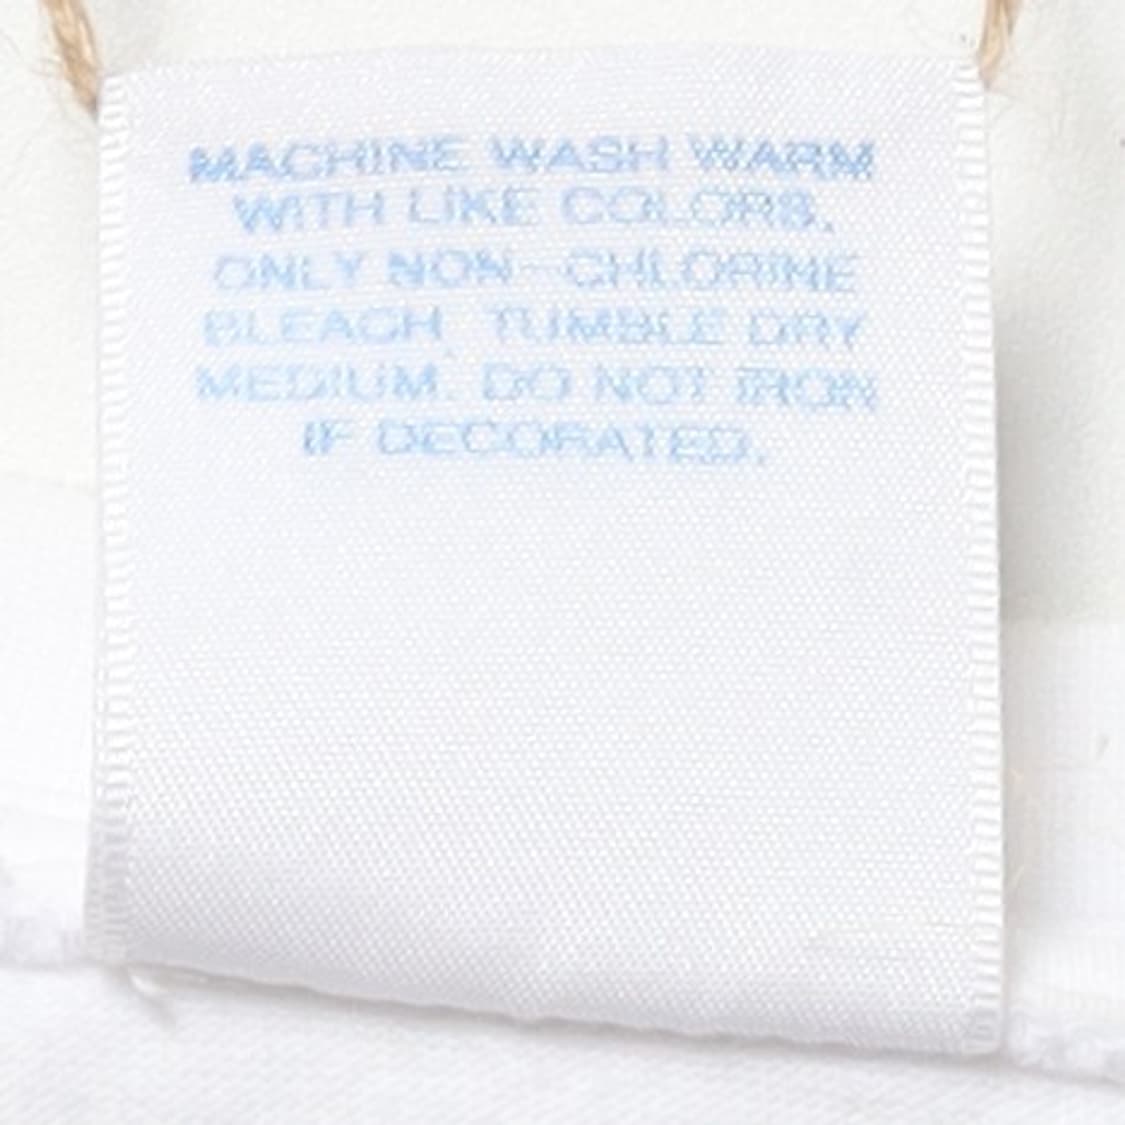 MACHINE WASH WARM
WITH LIKE COLORS.
ONLY NON-CHLORINE
BLEACH. TUMBLE DRY
MEDIUM. DO NOT IRON
IF DECORATED.